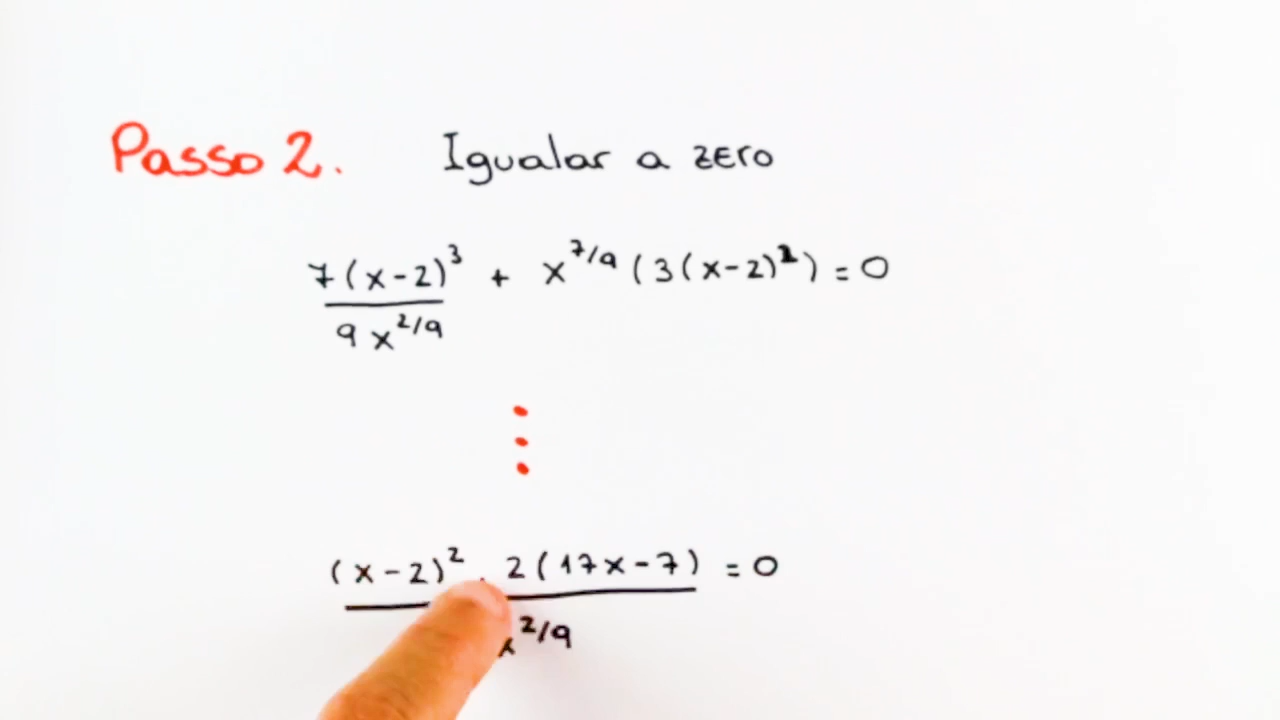 Passo 2. Igualar a zero
7(x-2)^3 / 9x^{2/9} + x^{7/9} (3(x-2)^2) = 0
(x-2)^2 . 2(17x-7) / x^{2/9} = 0